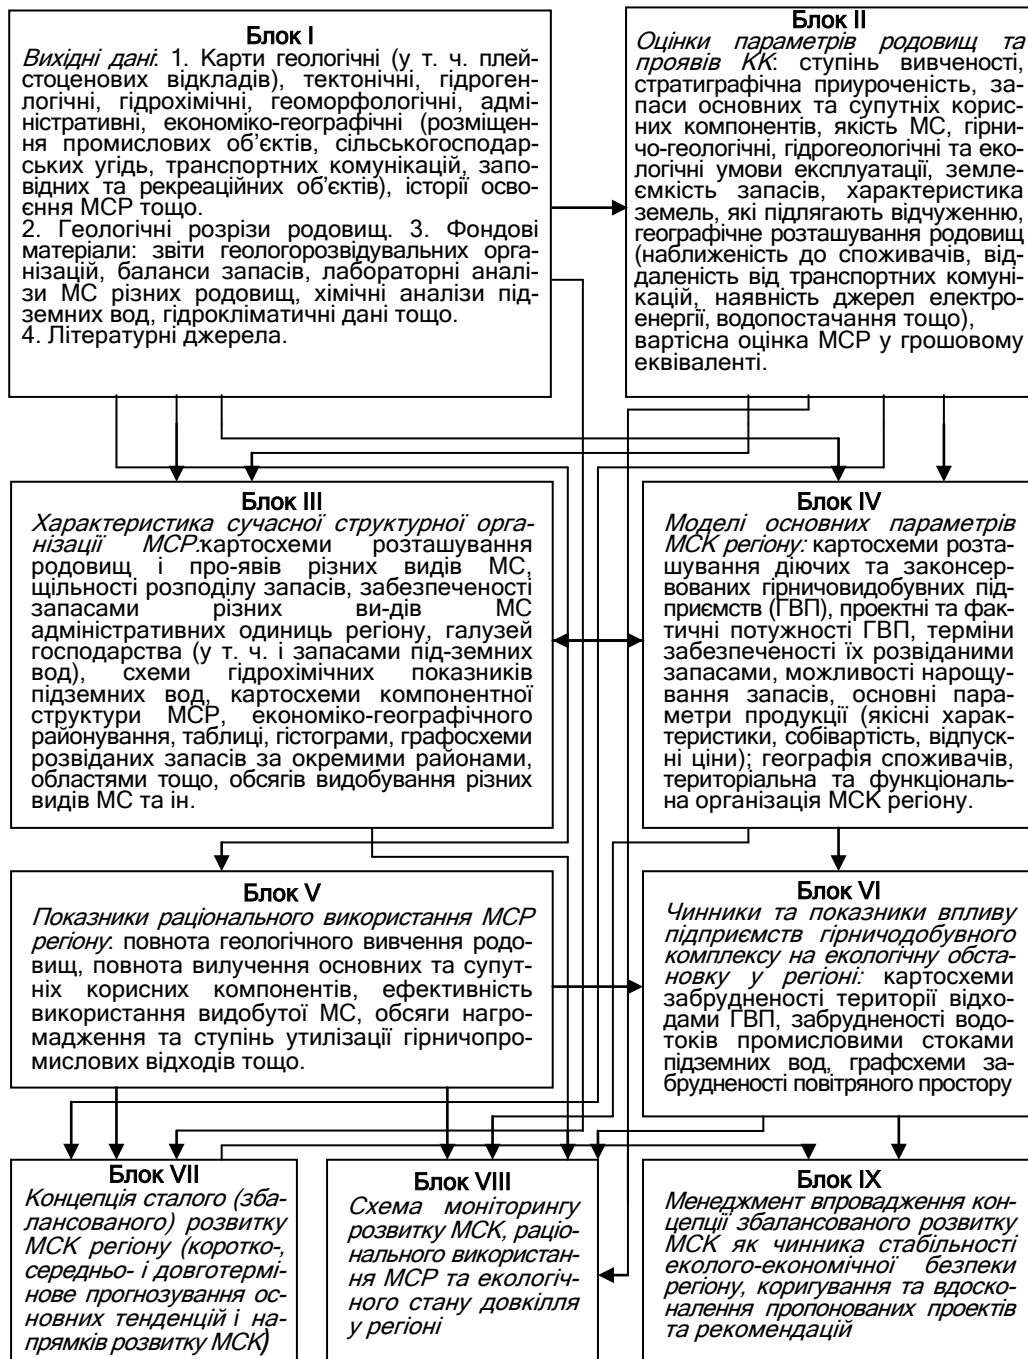 Блок I
Вихідні дані. 1. Карти геологічні (у т. ч. плей-
стоценових відкладів), тектонічні, гідроген-
логічні, гідрохімічні, геоморфологічні, адмі-
ністративні, економіко-географічні (розміщен-
ня промислових об’єктів, сільськогосподар-
ських угідь, транспортних комунікацій, запо-
відних та рекреаційних об’єктів), історії осво-
єння МСР тощо.
2. Геологічні розрізи родовищ. 3. Фондові
матеріали: звіти геологорозвідувальних орга-
нізацій, баланси запасів, лабораторні аналі-
зи МС різних родовищ, хімічні аналізи під-
земних вод, гідрокліматичні дані тощо.
4. Літературні джерела.
Блок II
Оцінки параметрів родовищ та
проявів КК: ступінь вивченості,
стратиграфічна приуроченість, за-
паси основних та супутніх корис-
них компонентів, якість МС, гірни-
чо-геологічні, гідрогеологічні та еко-
логічні умови експлуатації, земле-
ємкість запасів, характеристика
земель, які підлягають відчуженню,
географічне розташування родовищ
(наближеність до споживачів, від-
даленість від транспортних комуні-
кацій, наявність джерел електро-
енергії, водопостачання тощо),
вартісна оцінка МСР у грошовому
еквіваленті.
Блок III
Характеристика сучасної структурної орга-
нізації МСР:картосхеми розташування
родовищ і про-явів різних видів МС,
щільності розподілу запасів, забезпеченості
запасами різних ви-дів МС
адміністративних одиниць регіону, галузей
господарства (у т. ч. і запасами під-земних
вод), схеми гідрохімічних показників
підземних вод, картосхеми компонентної
структури МСР, економіко-географічного
районування, таблиці, гістограми, графосхеми
розвіданих запасів за окремими районами,
областями тощо, обсягів видобування різних
видів МС та ін.
Блок IV
Моделі основних параметрів
МСК регіону: картосхеми розта-
шування діючих та законсер-
вованих гірничовидобувних під-
приємств (ГВП), проектні та фак-
тичні потужності ГВП, терміни
забезпеченості їх розвіданими
запасами, можливості нарощу-
вання запасів, основні пара-
метри продукції (якісні харак-
теристики, собівартість, відпуск-
ні ціни); географія споживачів,
територіальна та функціональ-
на організація МСК регіону.
Блок V
Показники раціонального використання МСР
регіону: повнота геологічного вивчення родо-
вищ, повнота вилучення основних та супут-
ніх корисних компонентів, ефективність
використання видобутої МС, обсяги нагро-
мадження та ступінь утилізації гірничопро-
мислових відходів тощо.
Блок VI
Чинники та показники впливу
підприємств гірничодобувного
комплексу на екологічну обста-
новку у регіоні: картосхеми
забрудненості території відхо-
дами ГВП, забрудненості водо-
токів промисловими стоками
підземних вод, графсхеми за-
брудненості повітряного простору
Блок VII
Концепція сталого (зба-
лансованого) розвитку
МСК регіону (коротко-,
середньо- і довготермі-
нове прогнозування ос-
новних тенденцій і на-
прямків розвитку МСК)
Блок VIII
Схема моніторингу
розвитку МСК, раціо-
нального використан-
ня МСР та екологіч-
ного стану довкілля
у регіоні
Блок IX
Менеджмент впровадження кон-
цепції збалансованого розвитку
МСК як чинника стабільності
еколого-економічної безпеки
регіону, коригування та вдоско-
налення пропонованих проектів
та рекомендацій